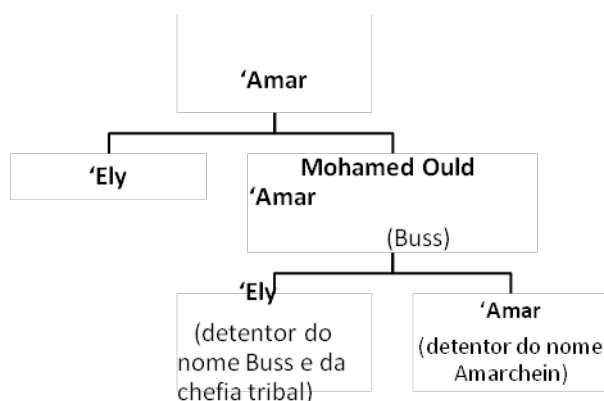 ‘Amar
‘Ely
Mohamed Ould
‘Amar
(Buss)
‘Ely
(detentor do
nome Buss e da
chefia tribal)
‘Amar
(detentor do nome
Amarchein)